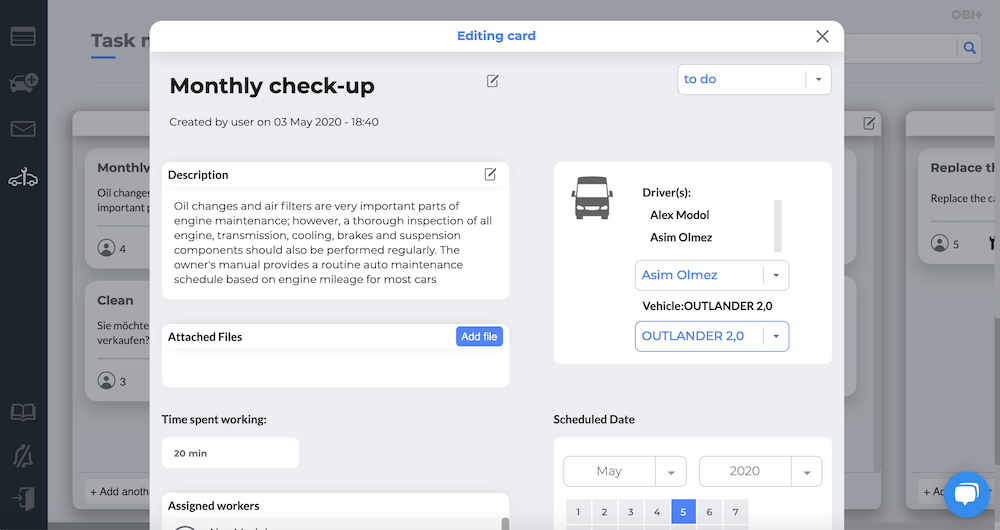 OBI+
Editing card
Task
Monthly check-up
to do
Created by user on 03 May 2020 - 18:40
Monthly
Oil changes
important
4
Clean
Sie möchte
verkaufen?
3
+ Add anoth
Description
Oil changes and air filters are very important parts of
engine maintenance; however, a thorough inspection of all
engine, transmission, cooling, brakes and suspension
components should also be performed regularly. The
owner's manual provides a routine auto maintenance
schedule based on engine mileage for most cars
Attached Files
Add file
Time spent working:
20 min
Assigned workers
Driver(s):
Alex Modol
Asim Olmez
Asim Olmez
Vehicle:OUTLANDER 2,0
OUTLANDER 2,0
Scheduled Date
May
2020
1 2 3 4 5 6 7
Replace th
Replace the ca
5